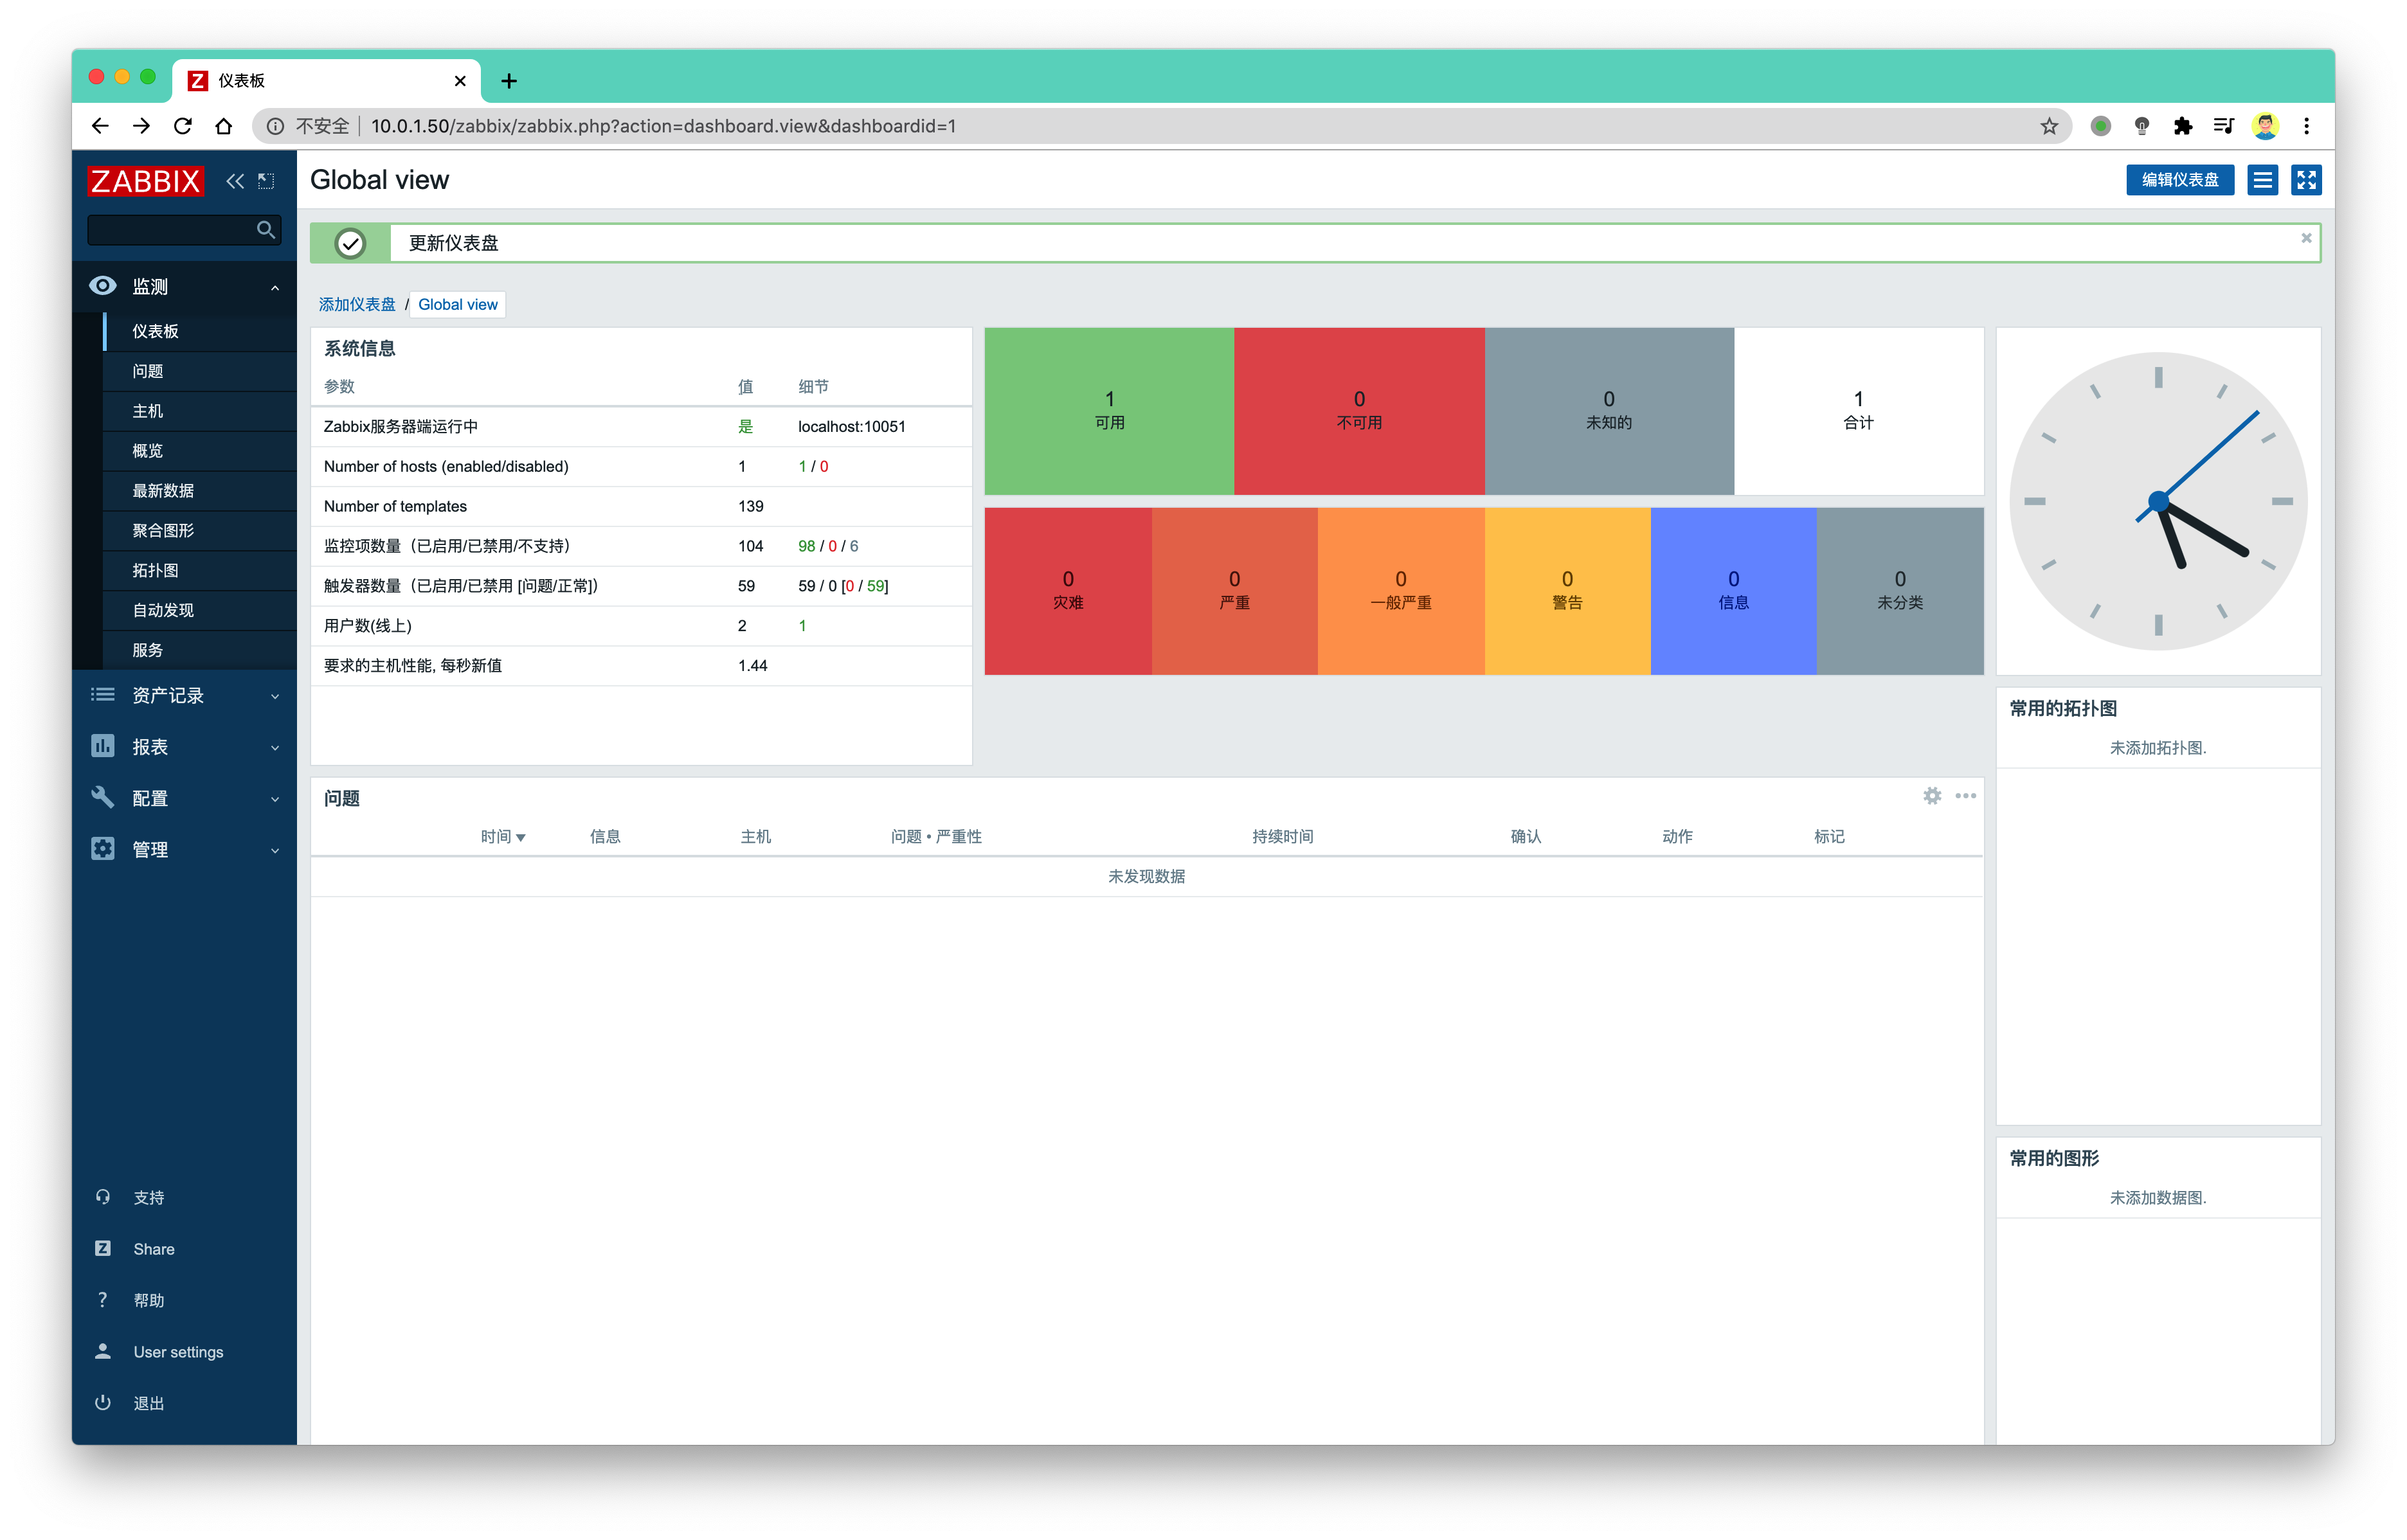 仪表板
不安全 10.0.1.50/zabbix/zabbix.php?action=dashboard.view&dashboardid=1
ZABBIX
监测
仪表板
问题
主机
概览
最新数据
聚合图形
拓扑图
自动发现
服务
资产记录
报表
配置
管理
支持
Share
帮助
User settings
退出
Global view
编辑仪表盘
更新仪表盘
添加仪表盘 / Global view
系统信息
参数 值 细节
Zabbix服务器端运行中 是 localhost:10051
Number of hosts (enabled/disabled) 1 1 / 0
Number of templates 139
监控项数量（已启用/已禁用/不支持） 104 98 / 0 / 6
触发器数量（已启用/已禁用 [问题/正常]） 59 59 / 0 [0 / 59]
用户数(线上) 2 1
要求的主机性能, 每秒新值 1.44
1 0 0 1
可用 不可用 未知的 合计
0 0 0 0 0 0
灾难 严重 一般严重 警告 信息 未分类
常用的拓扑图
未添加拓扑图.
问题
时间 信息 主机 问题 • 严重性 持续时间 确认 动作 标记
未发现数据
常用的图形
未添加数据图.